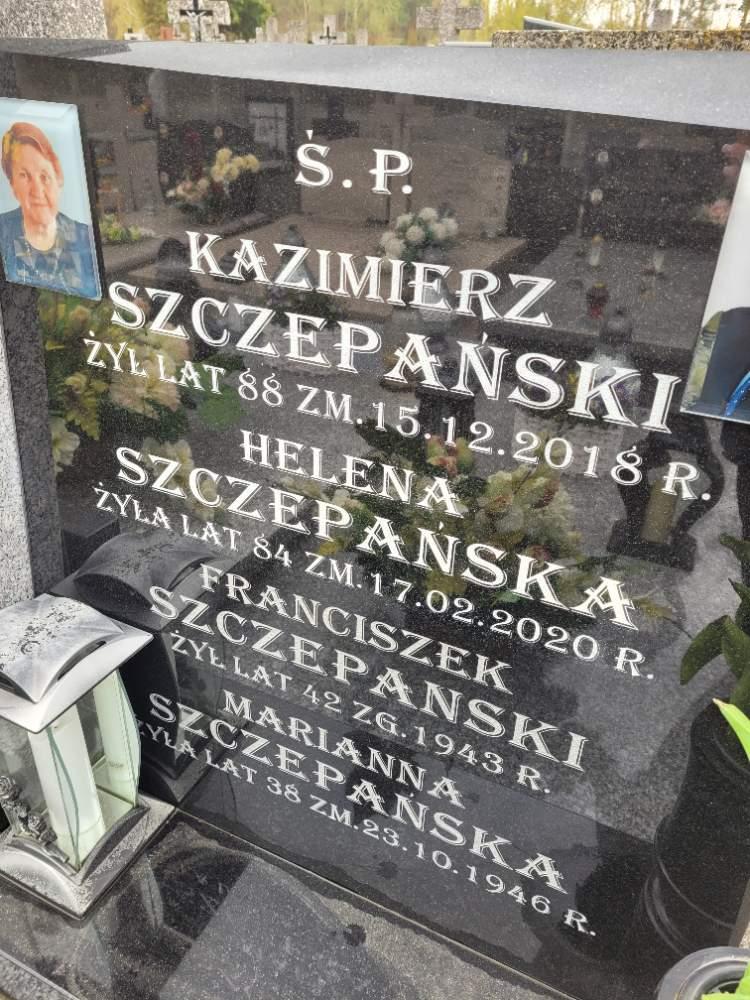 Ś. P.
KAZIMIERZ
SZCZEPAŃSKI
ŻYŁ LAT 88 ZM.15.12.2018 R.
HELENA
SZCZEPAŃSKA
ŻYŁA LAT 84 ZM.17.02.2020 R.
FRANCISZEK
SZCZEPAŃSKI
ŻYŁ LAT 42 ZG.1943 R.
MARIANNA
SZCZEPAŃSKA
ŻYŁA LAT 38 ZM.23.10.1946 R.